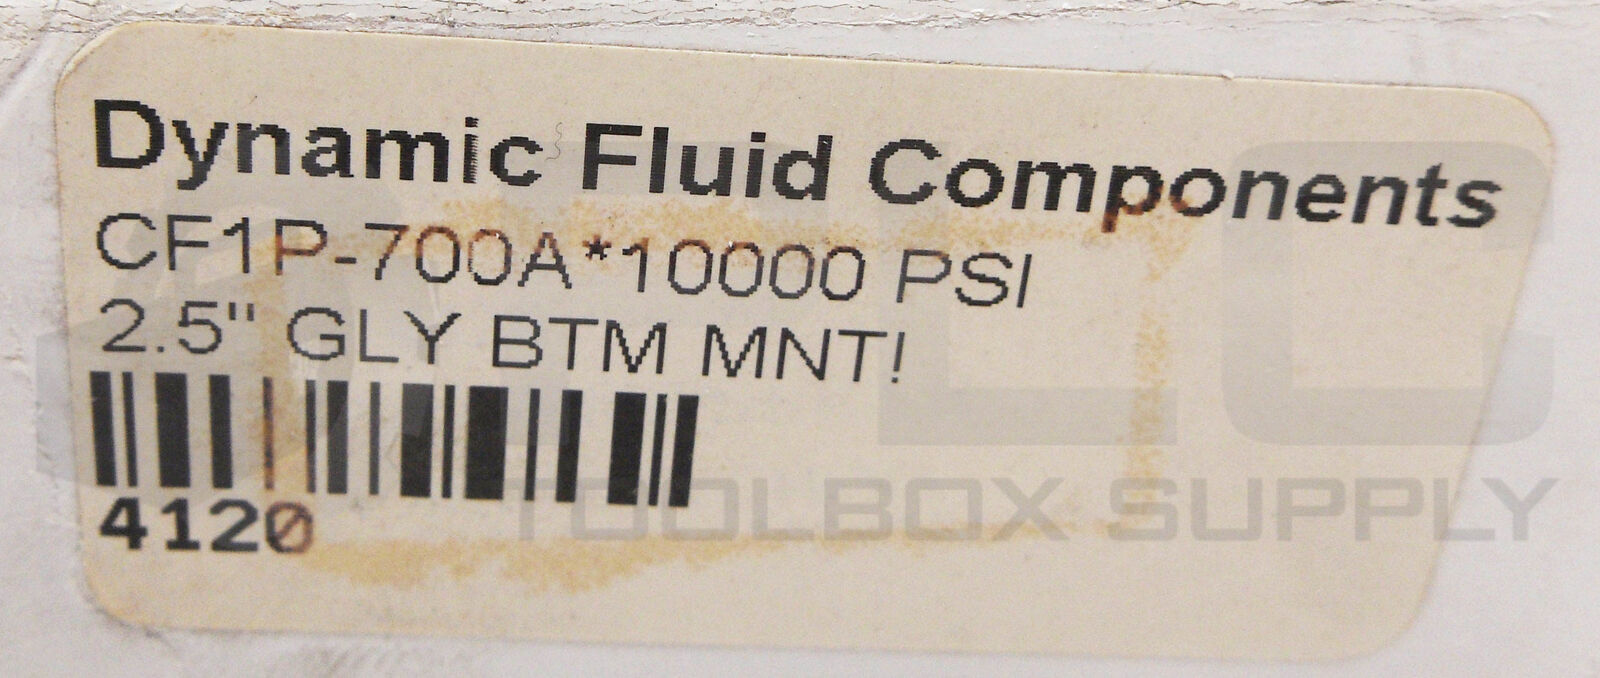 Dynamic Fluid Components
CF1P-700A*10000 PSI
2.5" GLY BTM MNT!
4120
TOOLBOX SUPPLY